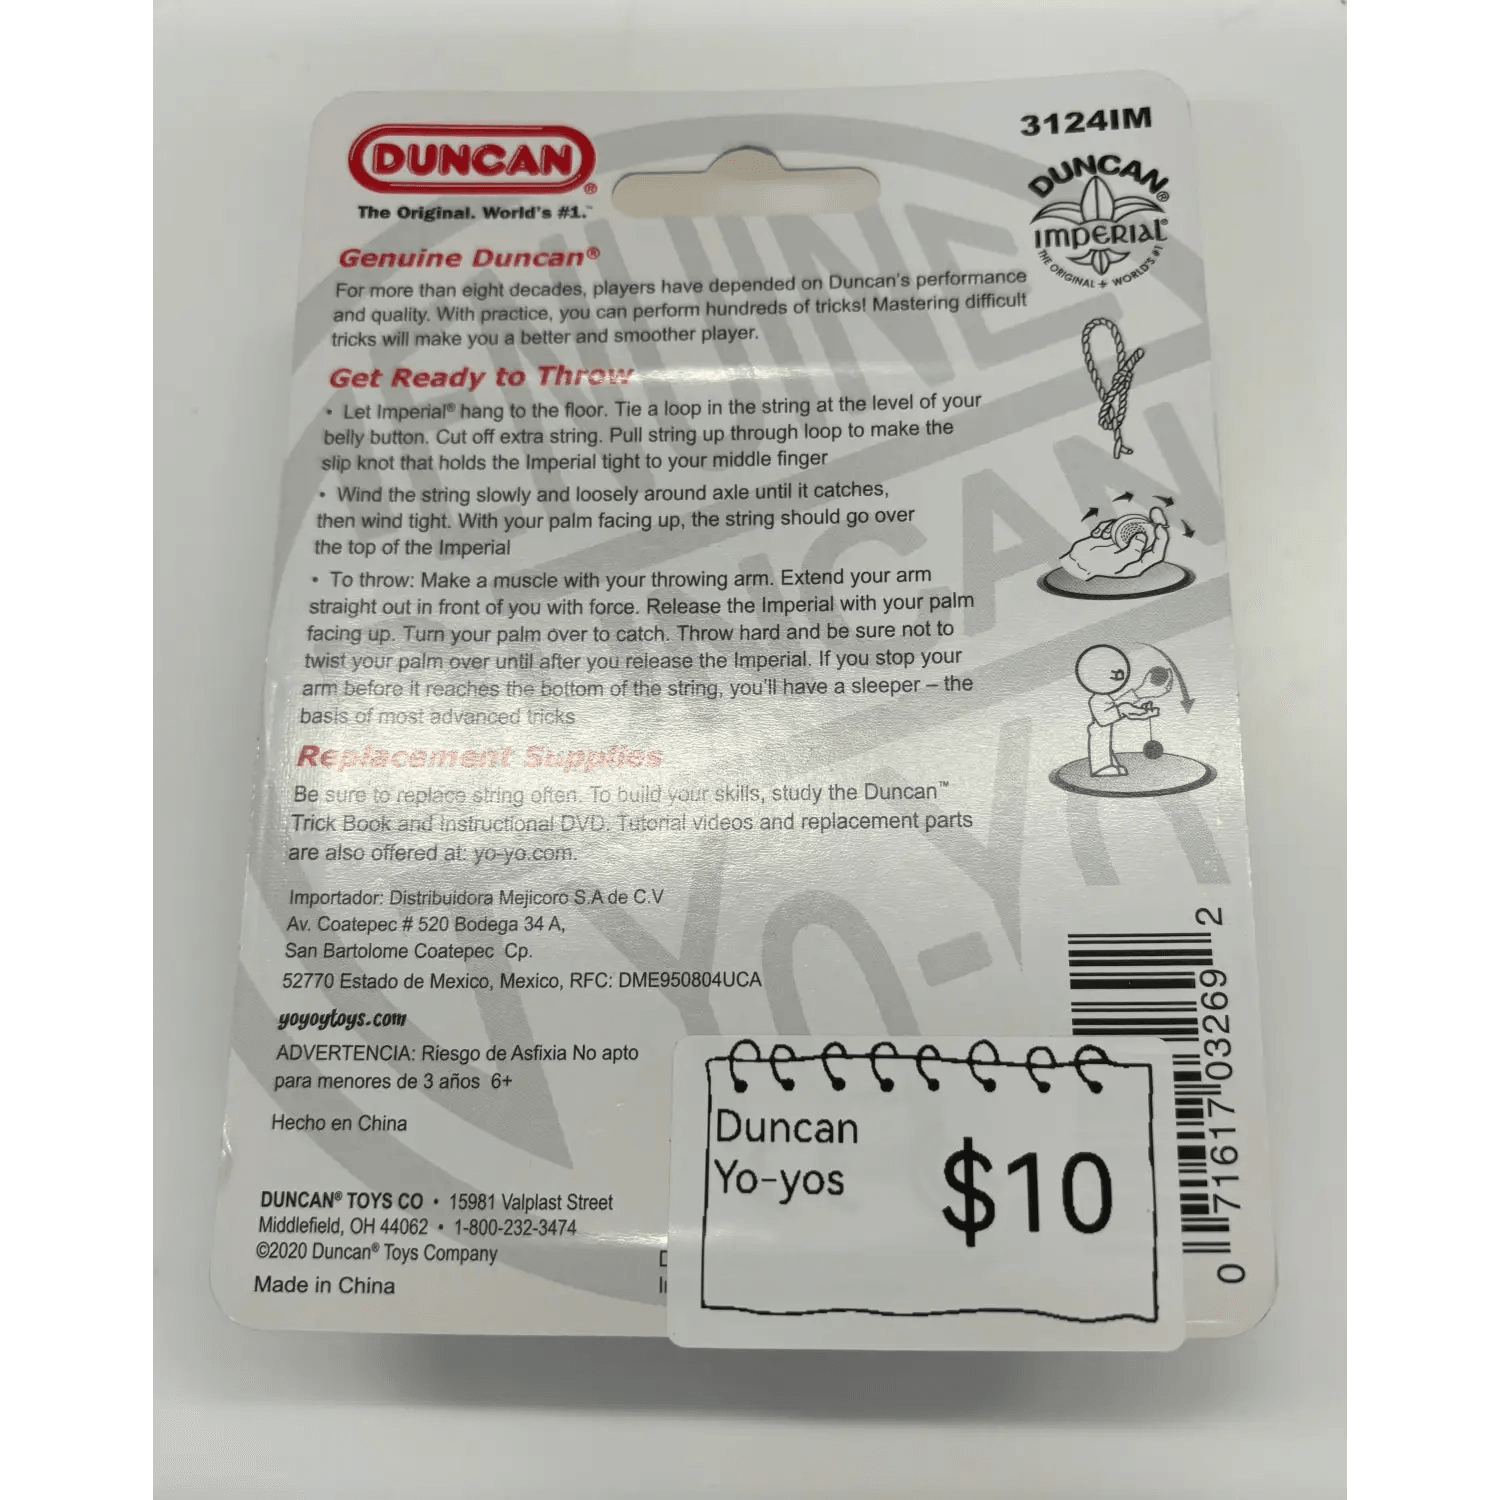 DUNCAN®
The Original. World's #1.™
3124IM
DUNCAN®
IMPERIAL®
THE ORIGINAL + WORLD'S #1
Genuine Duncan®
For more than eight decades, players have depended on Duncan's performance
and quality. With practice, you can perform hundreds of tricks! Mastering difficult
tricks will make you a better and smoother player.
Get Ready to Throw
• Let Imperial® hang to the floor. Tie a loop in the string at the level of your
belly button. Cut off extra string. Pull string up through loop to make the
slip knot that holds the Imperial tight to your middle finger
• Wind the string slowly and loosely around axle until it catches,
then wind tight. With your palm facing up, the string should go over
the top of the Imperial
• To throw: Make a muscle with your throwing arm. Extend your arm
straight out in front of you with force. Release the Imperial with your palm
facing up. Turn your palm over to catch. Throw hard and be sure not to
twist your palm over until after you release the Imperial. If you stop your
arm before it reaches the bottom of the string, you'll have a sleeper – the
basis of most advanced tricks
Replacement Supplies
Be sure to replace string often. To build your skills, study the Duncan™
Trick Book and Instructional DVD. Tutorial videos and replacement parts
are also offered at: yo-yo.com.
Importador: Distribuidora Mejicoro S.A de C.V
Av. Coatepec # 520 Bodega 34 A,
San Bartolome Coatepec Cp.
52770 Estado de Mexico, Mexico, RFC: DME950804UCA
yoyoytoys.com
ADVERTENCIA: Riesgo de Asfixia No apto
para menores de 3 años 6+
Hecho en China
DUNCAN® TOYS CO • 15981 Valplast Street
Middlefield, OH 44062 • 1-800-232-3474
©2020 Duncan® Toys Company
Made in China
Duncan
Yo-yos
$10
0 71617 03269 2
GENUINE
DUNCAN
YO-YO